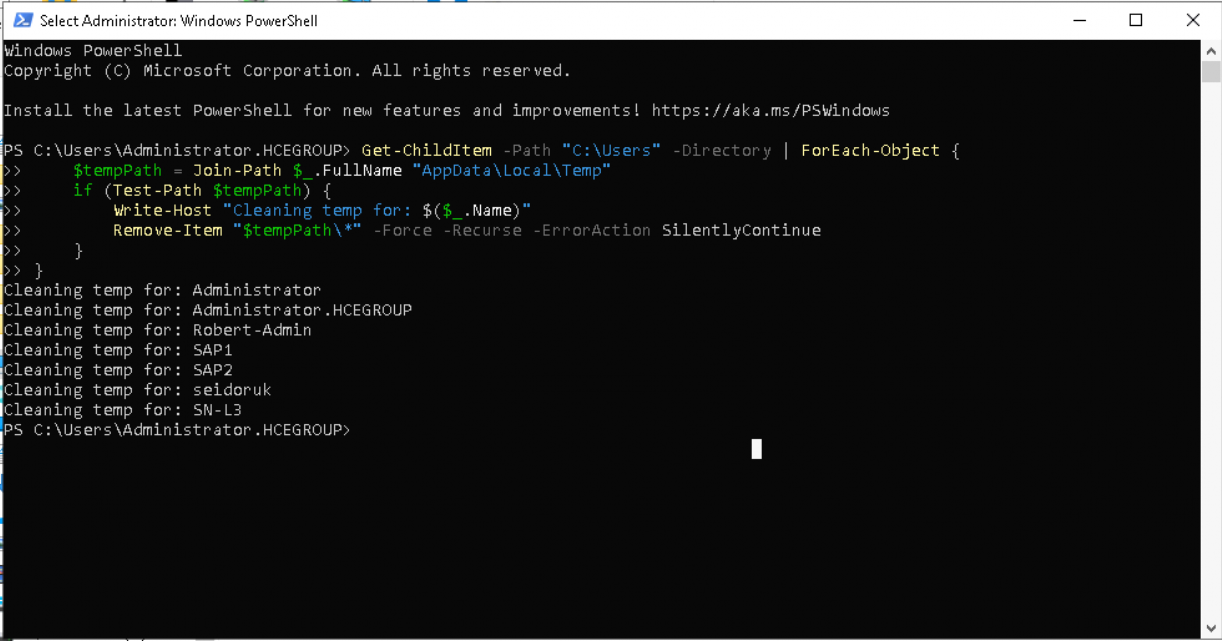 Select Administrator: Windows PowerShell
Windows PowerShell
Copyright (C) Microsoft Corporation. All rights reserved.
Install the latest PowerShell for new features and improvements! https://aka.ms/PSWindows
PS C:\Users\Administrator.HCEGROUP> Get-ChildItem -Path "C:\Users" -Directory | ForEach-Object {
>>     $tempPath = Join-Path $_.FullName "AppData\Local\Temp"
>>     if (Test-Path $tempPath) {
>>         Write-Host "Cleaning temp for: $($_.Name)"
>>         Remove-Item "$tempPath\*" -Force -Recurse -ErrorAction SilentlyContinue
>>     }
>> }
Cleaning temp for: Administrator
Cleaning temp for: Administrator.HCEGROUP
Cleaning temp for: Robert-Admin
Cleaning temp for: SAP1
Cleaning temp for: SAP2
Cleaning temp for: seidoruk
Cleaning temp for: SN-L3
PS C:\Users\Administrator.HCEGROUP>